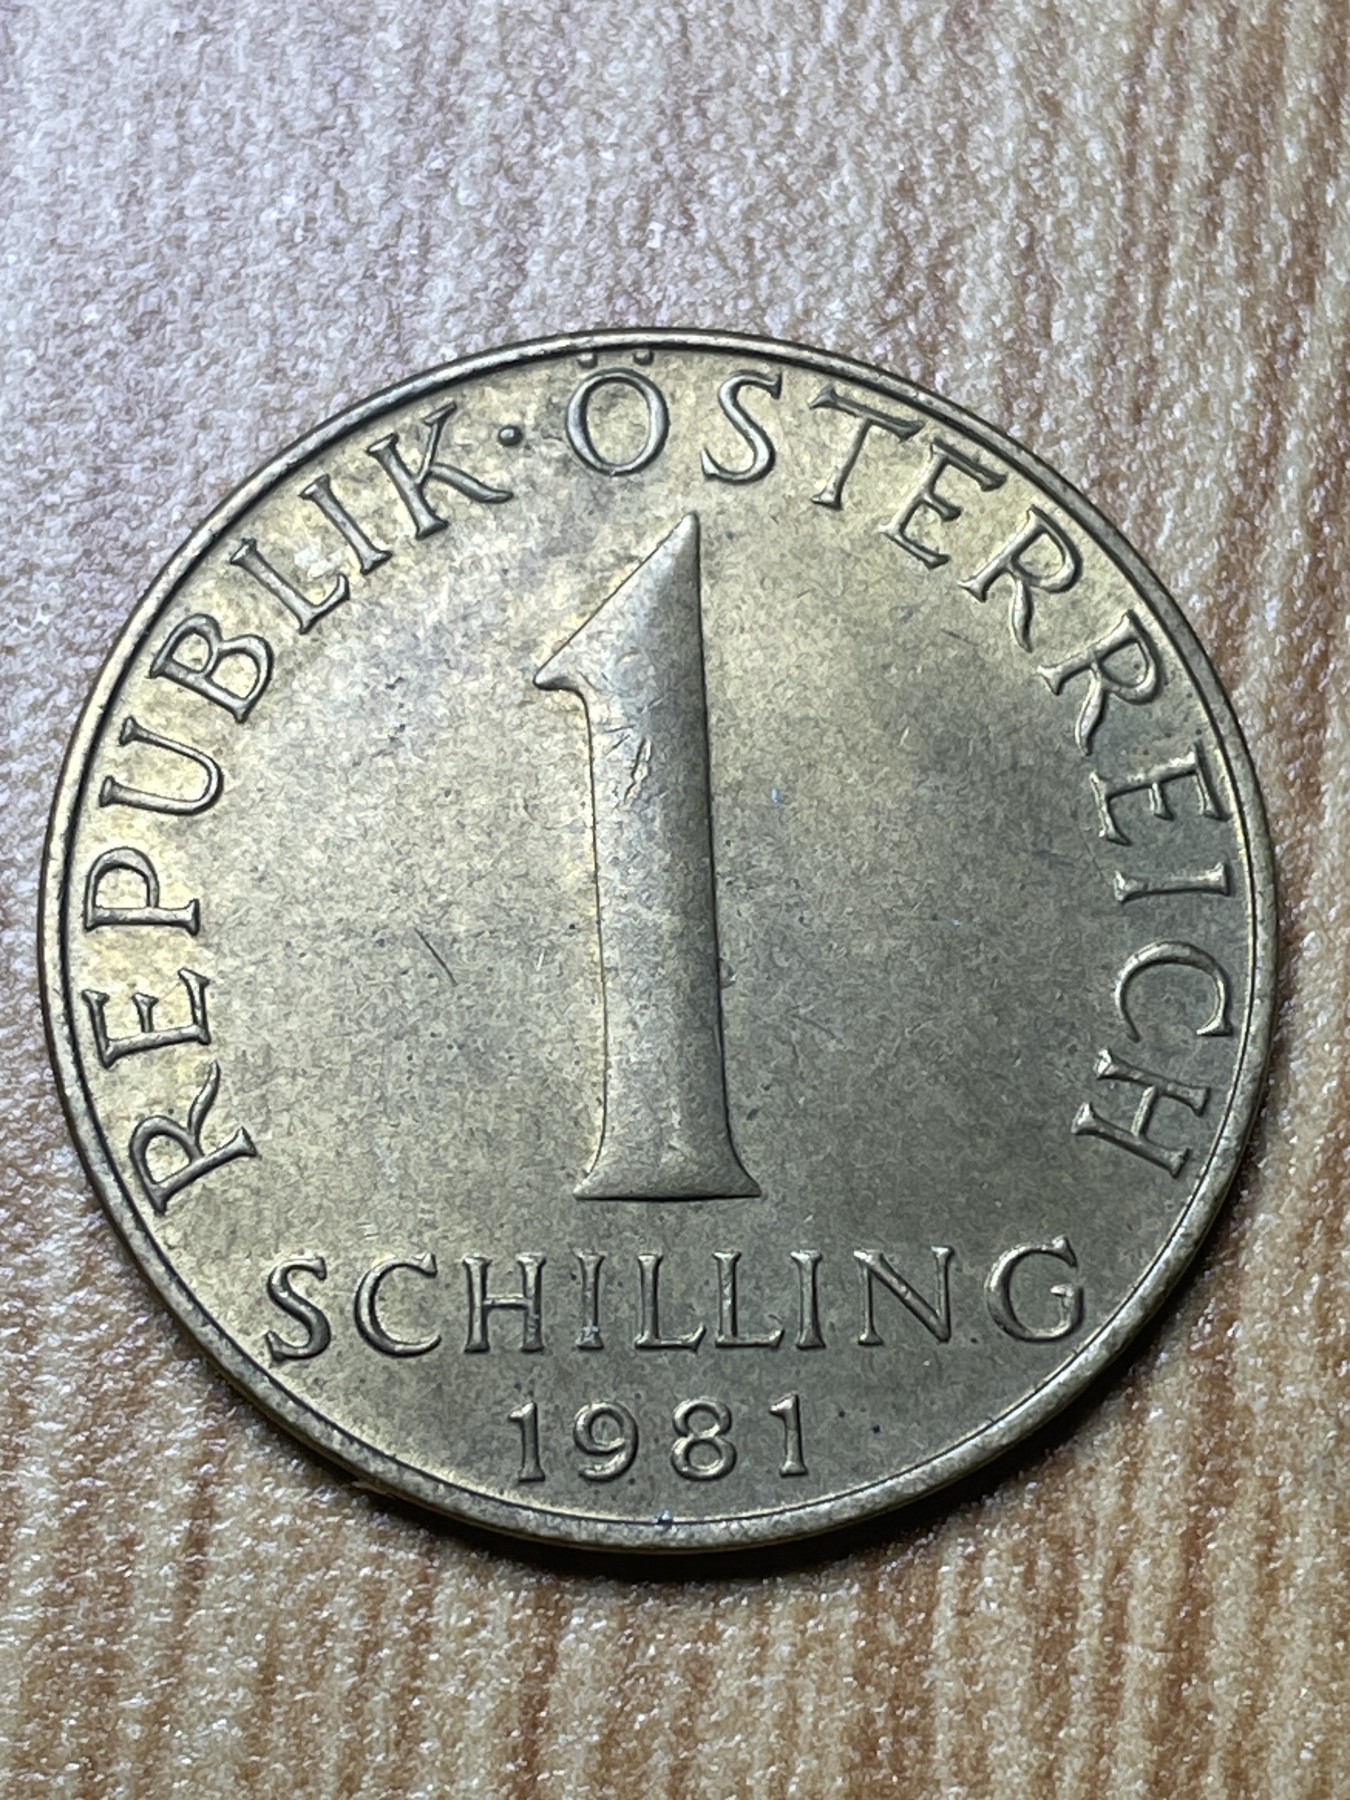 REPUBLIK · ÖSTERREICH
1
SCHILLING
1981